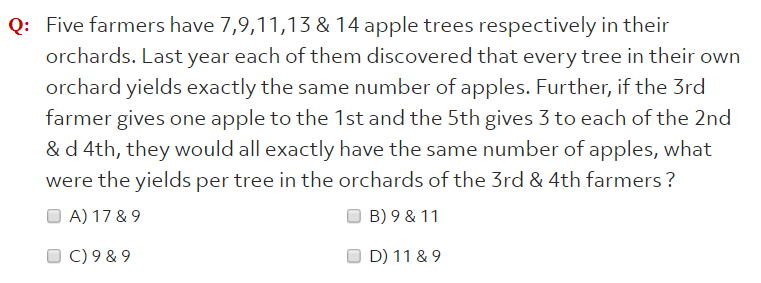 Q: Five farmers have 7,9,11,13 & 14 apple trees respectively in their
orchards. Last year each of them discovered that every tree in their own
orchard yields exactly the same number of apples. Further, if the 3rd
farmer gives one apple to the 1st and the 5th gives 3 to each of the 2nd
& d 4th, they would all exactly have the same number of apples, what
were the yields per tree in the orchards of the 3rd & 4th farmers ?
A) 17 & 9 B) 9 & 11
C) 9 & 9 D) 11 & 9